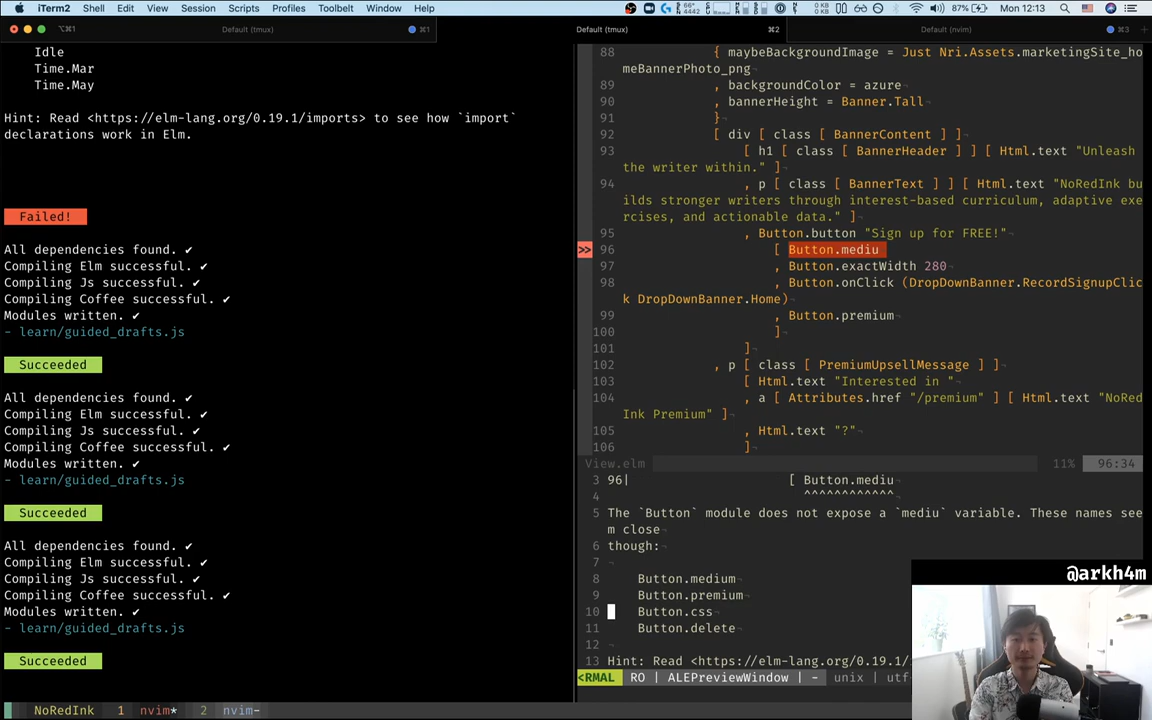 iTerm2 Shell Edit View Session Scripts Profiles Toolbelt Window Help
87% Mon 12:13
⌥⌘1 Default (tmux) ⌘1
Default (tmux) ⌘2
Default (nvim) ⌘3
Idle
Time.Mar
Time.May
Hint: Read <https://elm-lang.org/0.19.1/imports> to see how `import`
declarations work in Elm.
Failed!
All dependencies found. ✔
Compiling Elm successful. ✔
Compiling Js successful. ✔
Compiling Coffee successful. ✔
Modules written. ✔
- learn/guided_drafts.js
Succeeded
All dependencies found. ✔
Compiling Elm successful. ✔
Compiling Js successful. ✔
Compiling Coffee successful. ✔
Modules written. ✔
- learn/guided_drafts.js
Succeeded
All dependencies found. ✔
Compiling Elm successful. ✔
Compiling Js successful. ✔
Compiling Coffee successful. ✔
Modules written. ✔
- learn/guided_drafts.js
Succeeded
88 { maybeBackgroundImage = Just Nri.Assets.marketingSite_ho
meBannerPhoto_png¬
89 , backgroundColor = azure¬
90 , bannerHeight = Banner.Tall¬
91 }¬
92 [ div [ class [ BannerContent ] ]¬
93 [ h1 [ class [ BannerHeader ] ] [ Html.text "Unleash
the writer within." ]¬
94 , p [ class [ BannerText ] ] [ Html.text "NoRedInk bu
ilds stronger writers through interest-based curriculum, adaptive exe
rcises, and actionable data." ]¬
95 , Button.button "Sign up for FREE!"¬
>> 96 [ Button.mediu
97 , Button.exactWidth 280¬
98 , Button.onClick (DropDownBanner.RecordSignupClic
k DropDownBanner.Home)¬
99 , Button.premium¬
100 ]¬
101 ]¬
102 , p [ class [ PremiumUpsellMessage ] ]¬
103 [ Html.text "Interested in "¬
104 , a [ Attributes.href "/premium" ] [ Html.text "NoRed
Ink Premium" ]¬
105 , Html.text "?"¬
106 ]¬
View.elm 11% 96:34
3 96| [ Button.mediu¬
4 ^^^^^^^^^^^^¬
5 The `Button` module does not expose a `mediu` variable. These names see
m close
though:¬
6
7 ¬
8 Button.medium¬
9 Button.premium¬
10 Button.css¬
11 Button.delete¬
12 ¬
13 Hint: Read <https://elm-lang.org/0.19.1/
<RMAL RO | ALEPreviewWindow | - unix | utf
@arkh4m
NoRedInk 1 nvim* 2 nvim-